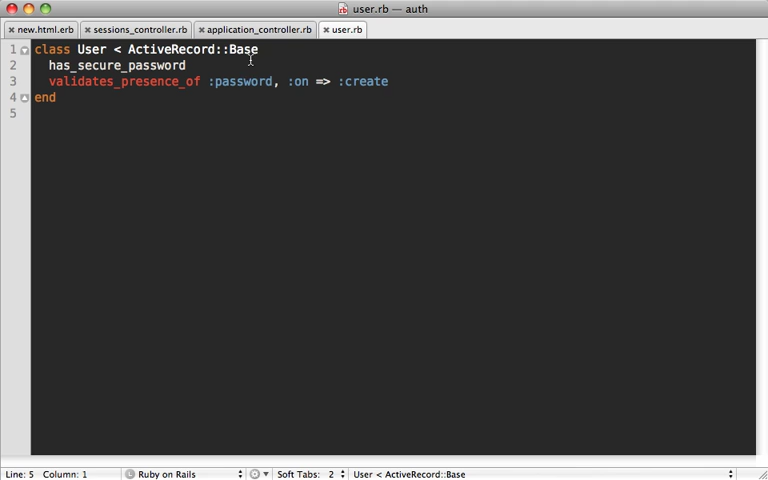 user.rb — auth
new.html.erb
sessions_controller.rb
application_controller.rb
user.rb
1 class User < ActiveRecord::Base
2 has_secure_password
3 validates_presence_of :password, :on => :create
4 end
5
Line: 5 Column: 1
Ruby on Rails
Soft Tabs: 2
User < ActiveRecord::Base